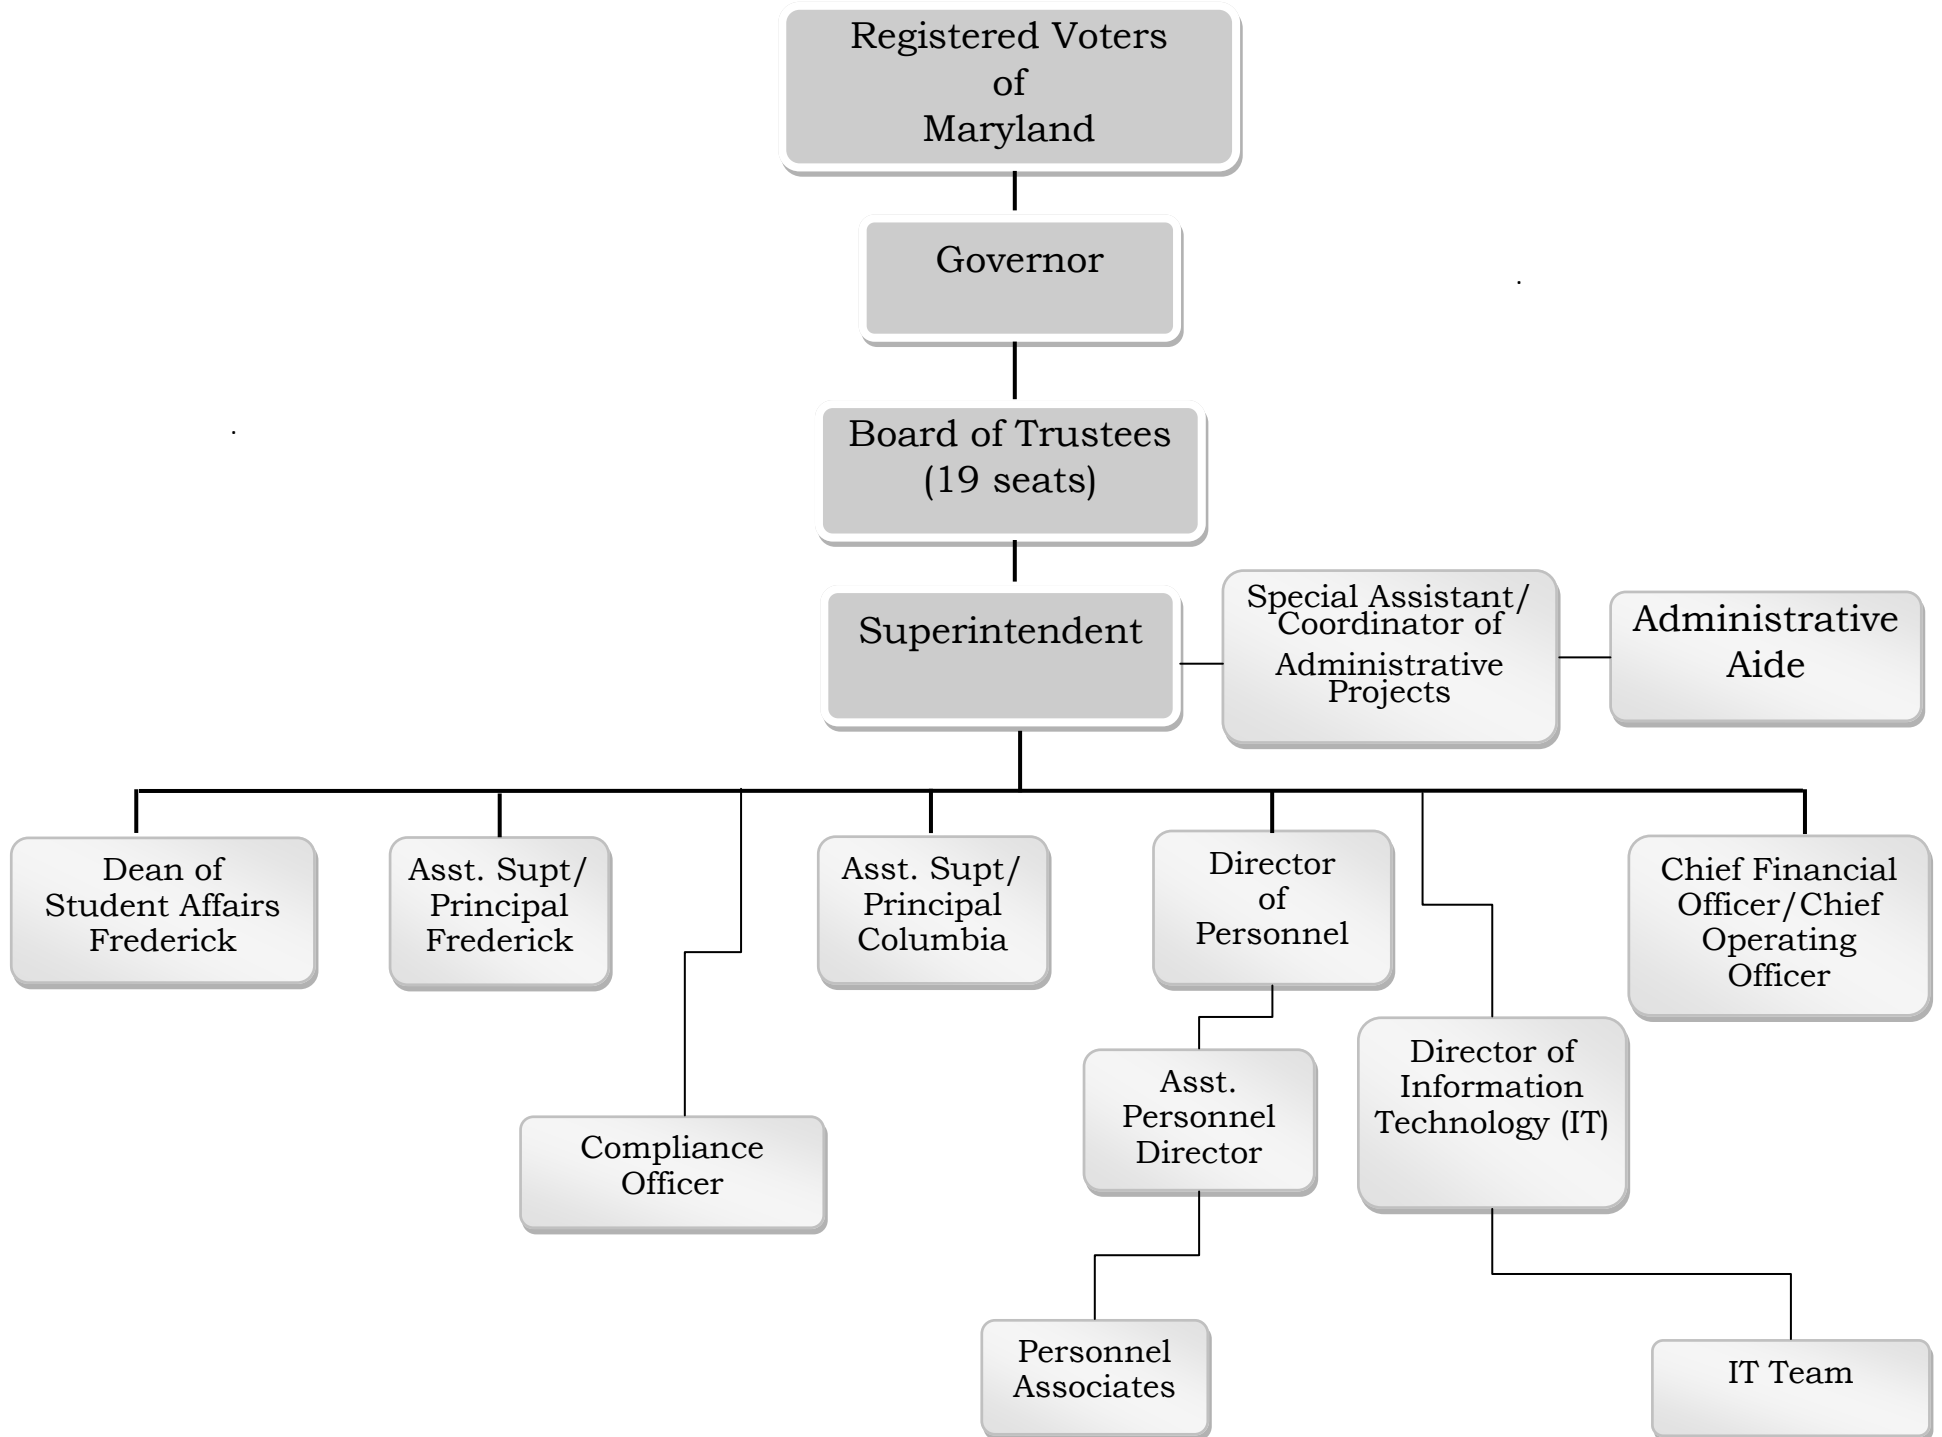 Registered Voters
of
Maryland
Governor
Board of Trustees
(19 seats)
Superintendent
Special Assistant/
Coordinator of
Administrative
Projects
Administrative
Aide
Dean of
Student Affairs
Frederick
Asst. Supt/
Principal
Frederick
Asst. Supt/
Principal
Columbia
Director
of
Personnel
Chief Financial
Officer/Chief
Operating
Officer
Compliance
Officer
Asst.
Personnel
Director
Director of
Information
Technology (IT)
Personnel
Associates
IT Team